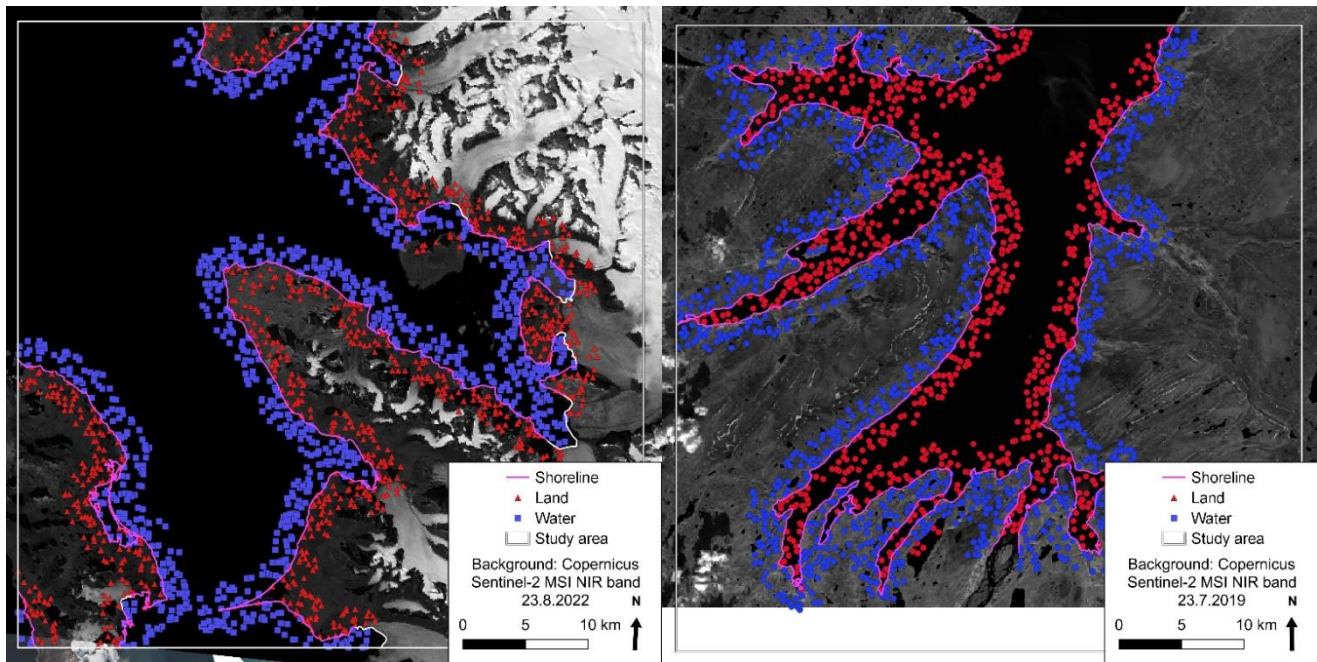 Shoreline
Land
Water
Study area
Background: Copernicus
Sentinel-2 MSI NIR band
23.8.2022
N
0 5 10 km
Shoreline
Land
Water
Study area
Background: Copernicus
Sentinel-2 MSI NIR band
23.7.2019
N
0 5 10 km